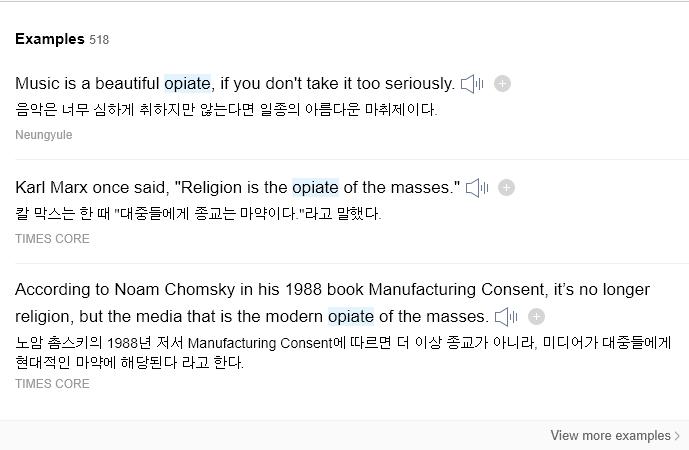 Examples 518
Music is a beautiful opiate, if you don't take it too seriously.
음악은 너무 심하게 취하지만 않는다면 일종의 아름다운 마취제이다.
Neungyule
Karl Marx once said, "Religion is the opiate of the masses."
칼 막스는 한 때 "대중들에게 종교는 마약이다."라고 말했다.
TIMES CORE
According to Noam Chomsky in his 1988 book Manufacturing Consent, it’s no longer
religion, but the media that is the modern opiate of the masses.
노암 촘스키의 1988년 저서 Manufacturing Consent에 따르면 더 이상 종교가 아니라, 미디어가 대중들에게
현대적인 마약에 해당된다 라고 한다.
TIMES CORE
View more examples >